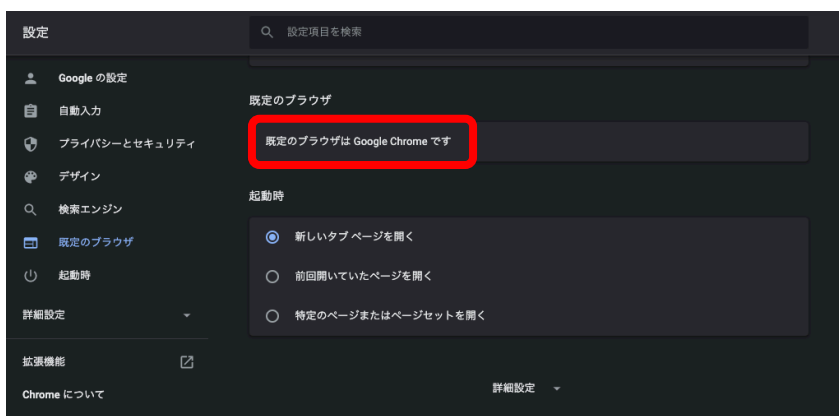 設定
設定項目を検索
Google の設定
自動入力
プライバシーとセキュリティ
デザイン
検索エンジン
既定のブラウザ
起動時
詳細設定
拡張機能
Chrome について
既定のブラウザ
既定のブラウザは Google Chrome です
起動時
新しいタブ ページを開く
前回開いていたページを開く
特定のページまたはページセットを開く
詳細設定